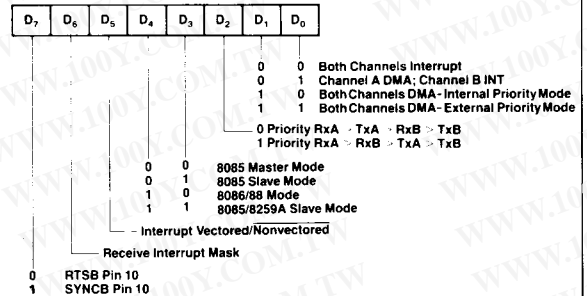 D7 D6 D5 D4 D3 D2 D1 D0
0 0 Both Channels Interrupt
0 1 Channel A DMA; Channel B INT
1 0 Both Channels DMA-Internal Priority Mode
1 1 Both Channels DMA-External Priority Mode
0 Priority RxA > TxA > RxB > TxB
1 Priority RxA > RxB > TxA > TxB
0 0 8085 Master Mode
0 1 8085 Slave Mode
1 0 8086/88 Mode
1 1 8085/8259A Slave Mode
Interrupt Vectored/Nonvectored
Receive Interrupt Mask
0 RTSB Pin 10
1 SYNCB Pin 10
WWW.100Y.COM.TW